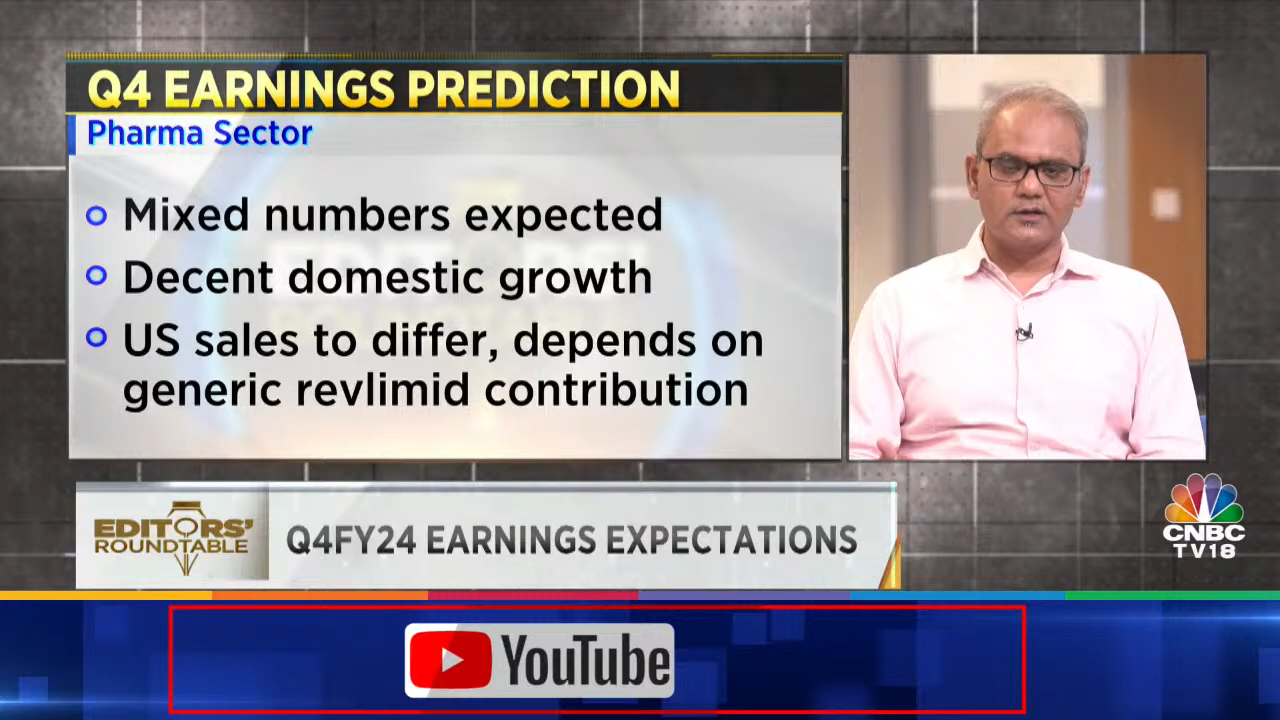 Q4 EARNINGS PREDICTION
Pharma Sector
Mixed numbers expected
Decent domestic growth
US sales to differ, depends on
generic revlimid contribution
EDITORS'
ROUNDTABLE
Q4FY24 EARNINGS EXPECTATIONS
CNBC
TV18
YouTube